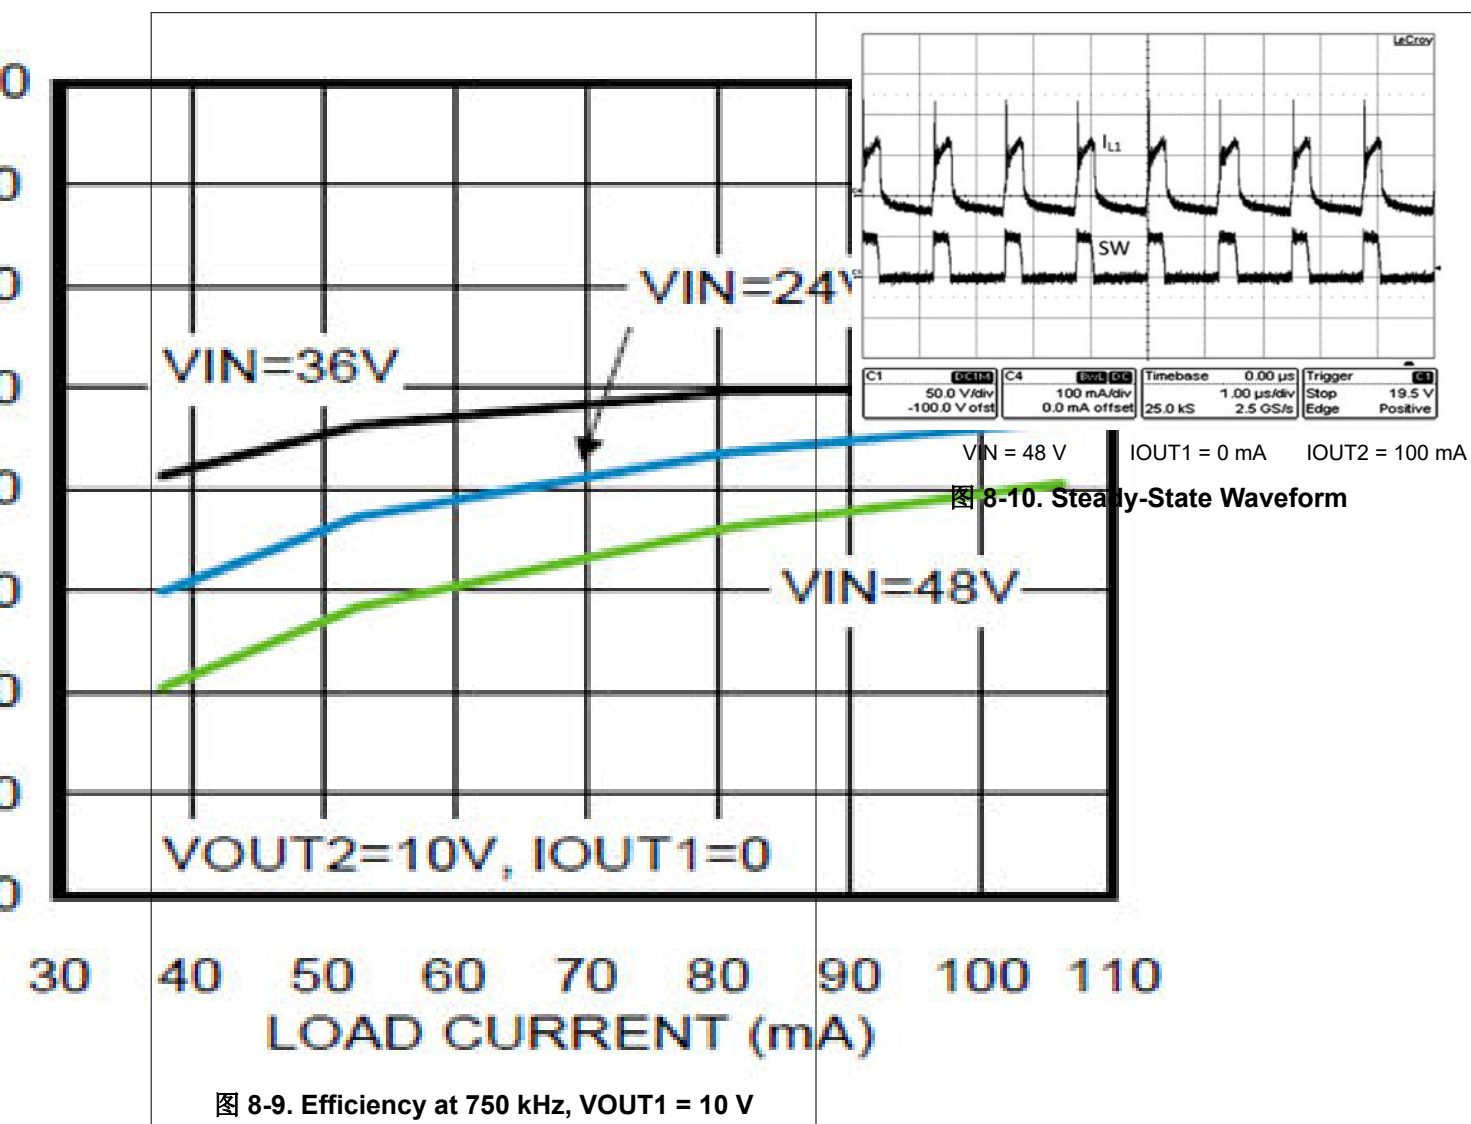 0
0
0
0
0
0
0
0
0
VIN=24V
VIN=36V
VIN=48V
VOUT2=10V, IOUT1=0
30 40 50 60 70 80 90 100 110
LOAD CURRENT (mA)
图 8-9. Efficiency at 750 kHz, VOUT1 = 10 V
LeCroy
IL1
SW
C1 DC1M
50.0 V/div
-100.0 V ofst
C4 BwL DC
100 mA/div
0.0 mA offset
Timebase 0.00 µs
1.00 µs/div
25.0 kS 2.5 GS/s
Trigger C1
Stop 19.5 V
Edge Positive
VIN = 48 V IOUT1 = 0 mA IOUT2 = 100 mA
图 8-10. Steady-State Waveform